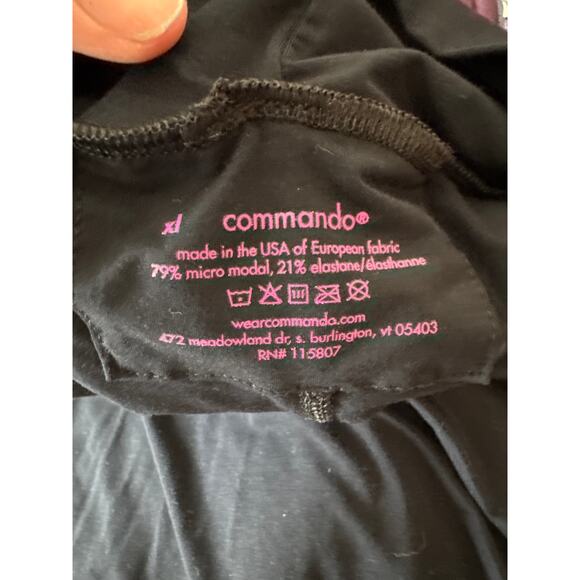 xl commando®
made in the USA of European fabric
79% micro modal, 21% elastane/élasthanne
wearcommando.com
472 meadowland dr, s. burlington, vt 05403
RN# 115807